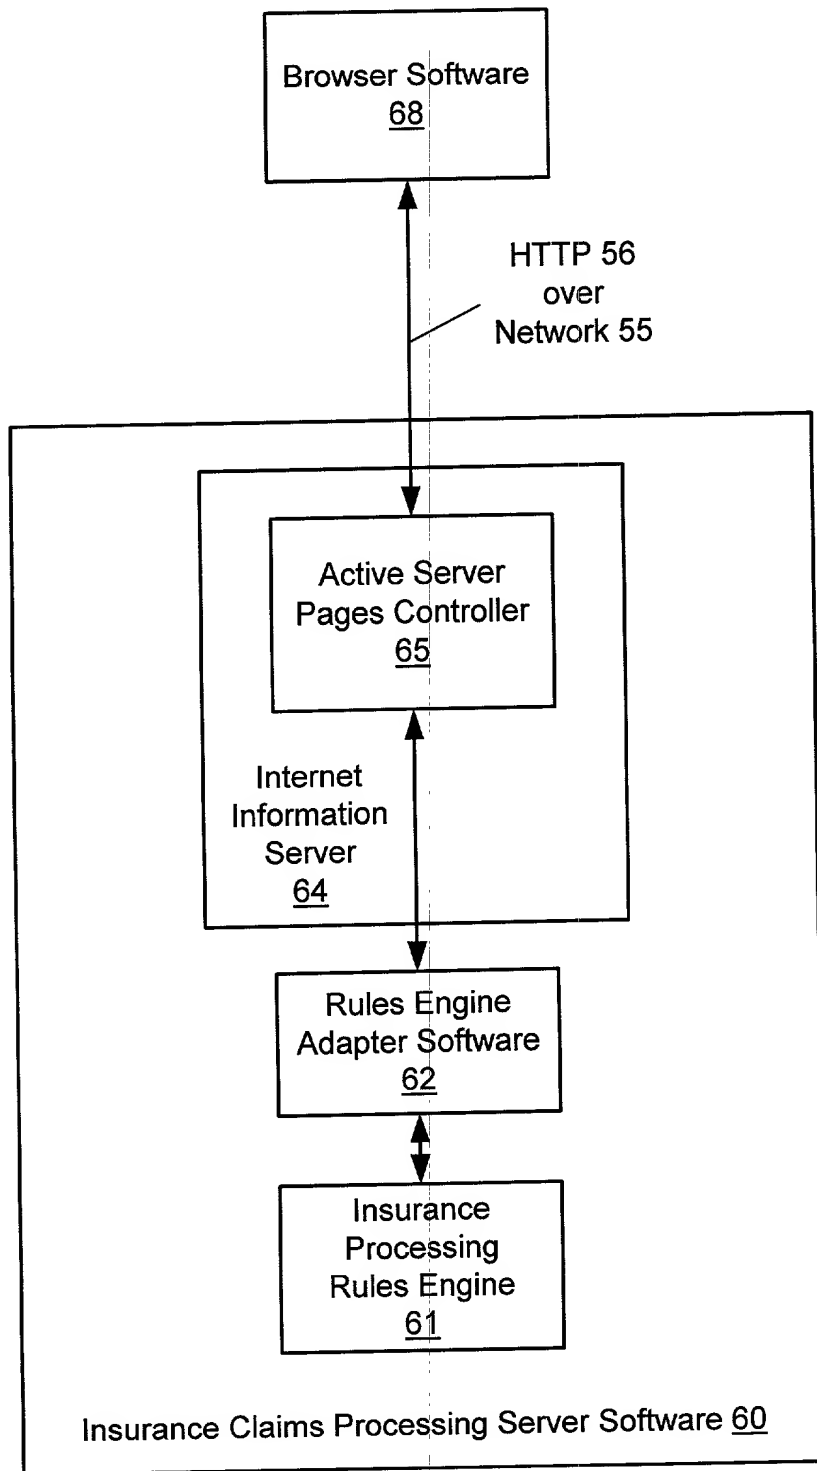 Browser Software
68
HTTP 56
over
Network 55
Active Server
Pages Controller
65
Internet
Information
Server
64
Rules Engine
Adapter Software
62
Insurance
Processing
Rules Engine
61
Insurance Claims Processing Server Software 60